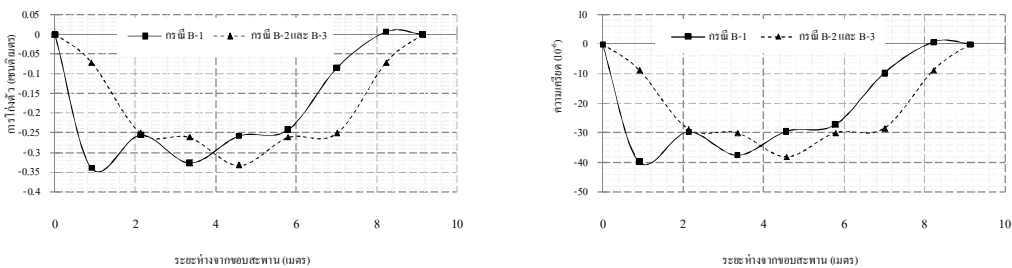 0.05
0
-0.05
-0.1
-0.15
-0.2
-0.25
-0.3
-0.35
-0.4
การโก่งตัว (เซนติเมตร)
กรณี B-1
กรณี B-2 และ B-3
0 2 4 6 8 10
ระยะห่างจากขอบสะพาน (เมตร)
10
0
-10
-20
-30
-40
-50
ความเครียด (10⁻⁶)
กรณี B-1
กรณี B-2 และ B-3
0 2 4 6 8 10
ระยะห่างจากขอบสะพาน (เมตร)